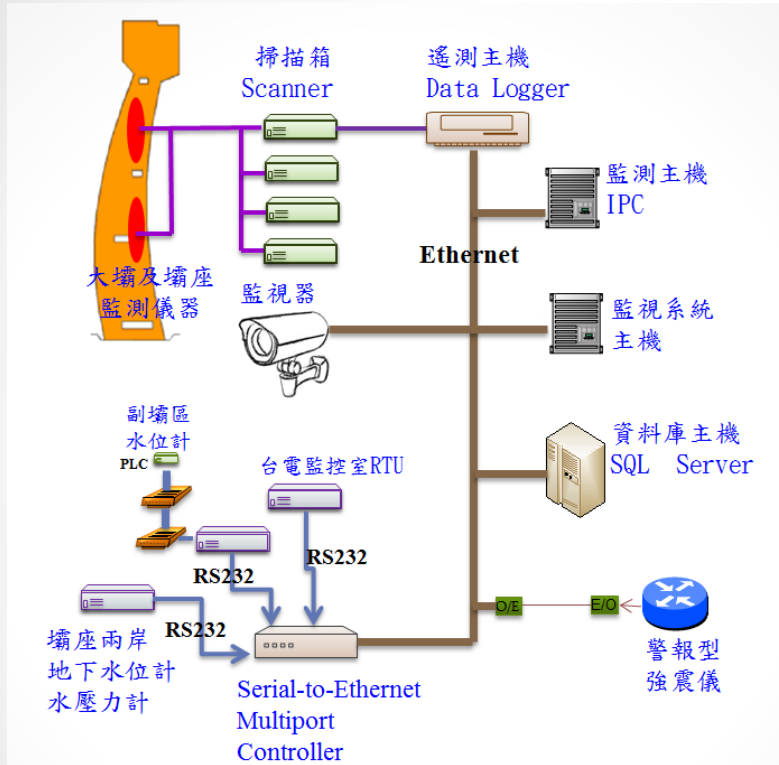 掃描箱
Scanner
遙測主機
Data Logger
監測主機
IPC
Ethernet
大壩及壩座
監測儀器
監視器
監視系統
主機
副壩區
水位計
PLC
台電監控室RTU
資料庫主機
SQL Server
RS232
RS232
RS232
O/E
E/O
壩座兩岸
地下水位計
水壓力計
警報型
強震儀
Serial-to-Ethernet
Multiport
Controller